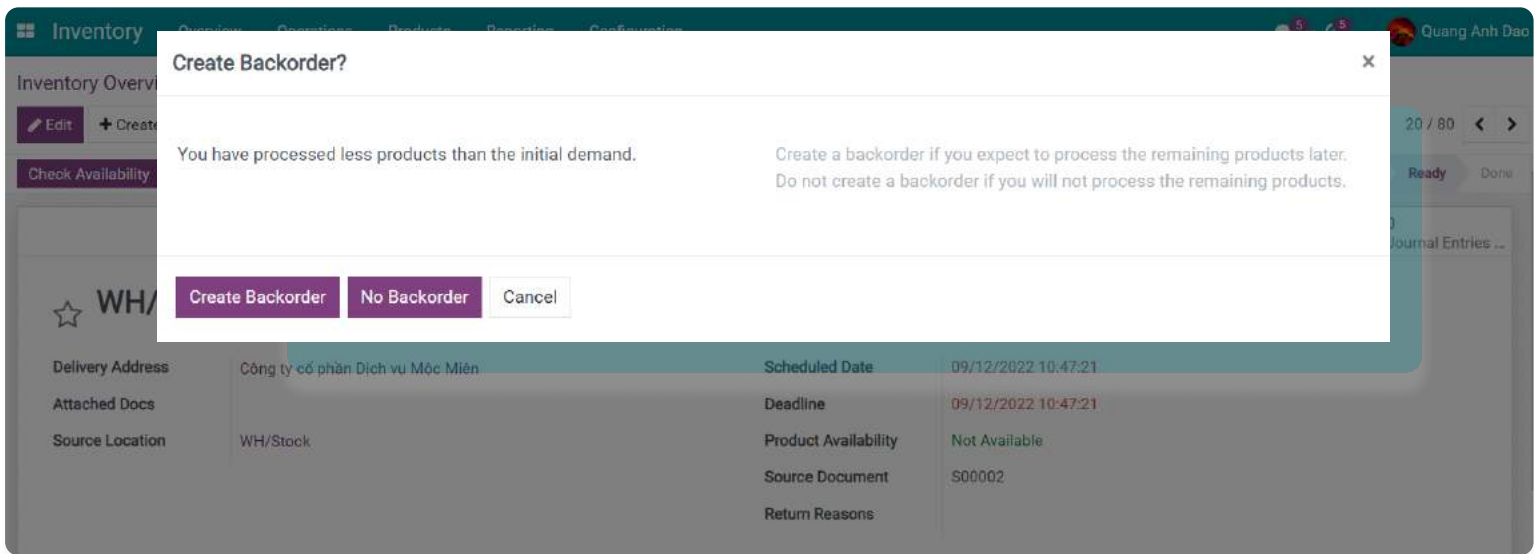 Inventory
Quang Anh Dao
5
5
Create Backorder?
×
Inventory Overvi
Edit
+ Create
20 / 80
You have processed less products than the initial demand.
Create a backorder if you expect to process the remaining products later.
Do not create a backorder if you will not process the remaining products.
Check Availability
Ready
Done
Journal Entries ...
Create Backorder
No Backorder
Cancel
WH/
Delivery Address
Công ty cổ phần Dịch vụ Mộc Miên
Scheduled Date
09/12/2022 10:47:21
Attached Docs
Deadline
09/12/2022 10:47:21
Source Location
WH/Stock
Product Availability
Not Available
Source Document
S00002
Return Reasons